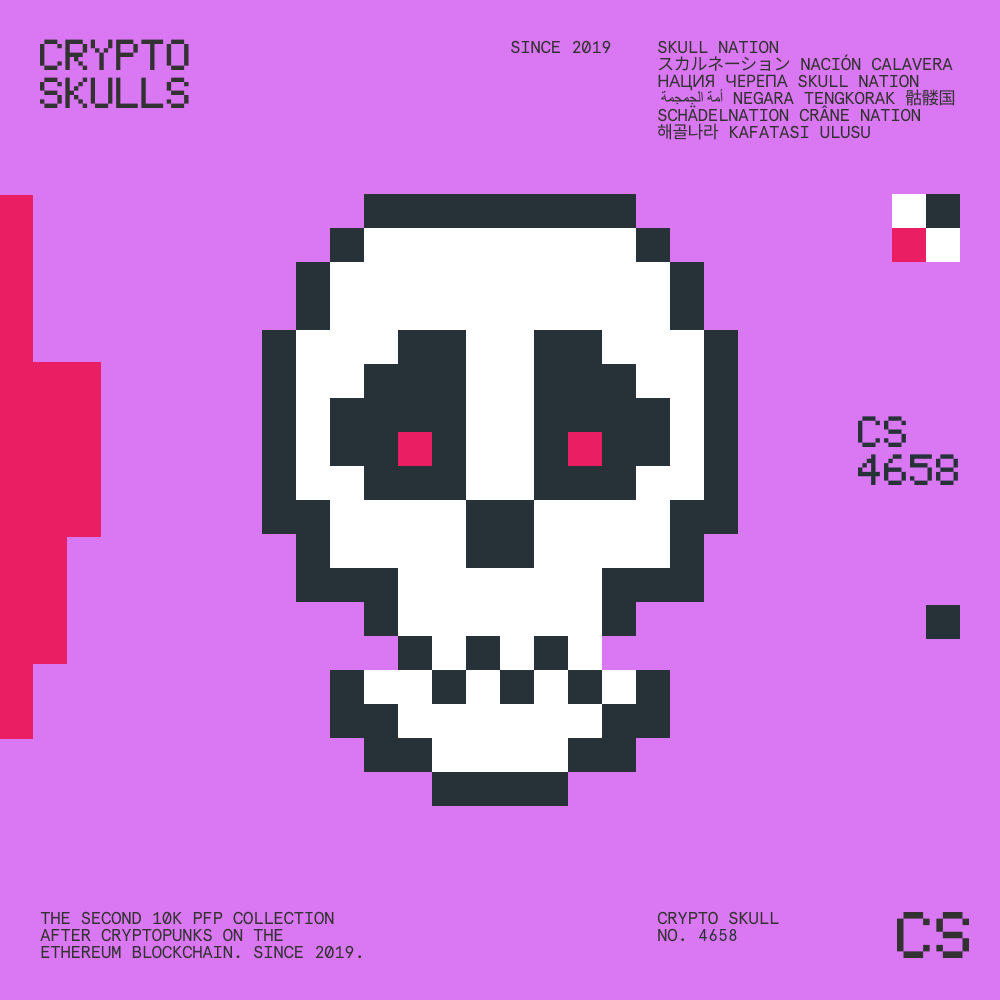 CRYPTO
SKULLS
SINCE 2019
SKULL NATION
スカルネーション NACIÓN CALAVERA
НАЦИЯ ЧЕРЕПА SKULL NATION
أمة الجمجمة NEGARA TENGKORAK 骷髅国
SCHÄDELNATION CRÂNE NATION
해골나라 KAFATASI ULUSU
CS
4658
THE SECOND 10K PFP COLLECTION
AFTER CRYPTOPUNKS ON THE
ETHEREUM BLOCKCHAIN. SINCE 2019.
CRYPTO SKULL
NO. 4658
CS